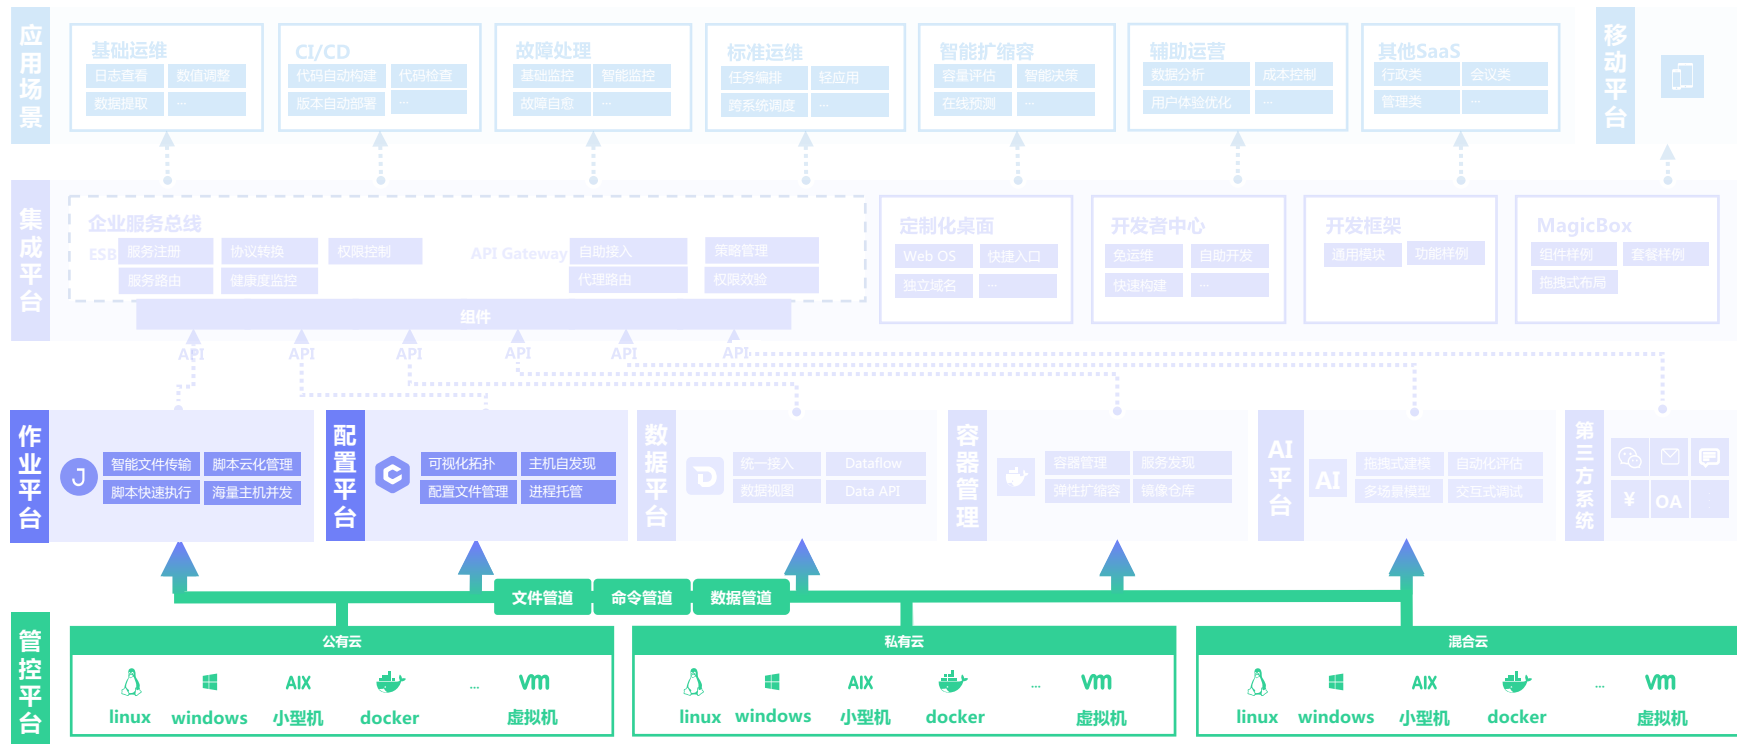 应用场景
基础运维
日志查看 数值调整
数据提取 ...
CI/CD
代码自动构建 代码检查
版本自动部署 ...
故障处理
基础监控 智能监控
故障自愈 ...
标准运维
任务编排 轻应用
跨系统调度 ...
智能扩缩容
容量评估 智能决策
在线预测 ...
辅助运营
数据分析 成本控制
用户体验优化 ...
其他SaaS
行政类 会议类
管理类 ...
移动平台
集成平台
企业服务总线
ESB 服务注册 协议转换 权限控制
服务路由 健康度监控
API Gateway 自助接入 策略管理
代理路由 权限效验
组件
定制化桌面
Web OS 快捷入口
独立域名 ...
开发者中心
免运维 自助开发
快速构建 ...
开发框架
通用模块 功能样例
MagicBox
组件样例 套餐样例
拖拽式布局
API API API API API API
作业平台
J
智能文件传输 脚本云化管理
脚本快速执行 海量主机并发
配置平台
C
可视化拓扑 主机自发现
配置文件管理 进程托管
数据平台
D
统一接入 Dataflow
数据视图 Data API
容器管理
容器管理 服务发现
弹性扩缩容 镜像仓库
AI平台
AI
拖拽式建模 自动化评估
多场景模型 交互式调试
第三方系统
¥ OA
文件管道 命令管道 数据管道
管控平台
公有云
AIX ... vm
linux windows 小型机 docker 虚拟机
私有云
AIX ... vm
linux windows 小型机 docker 虚拟机
混合云
AIX ... vm
linux windows 小型机 docker 虚拟机